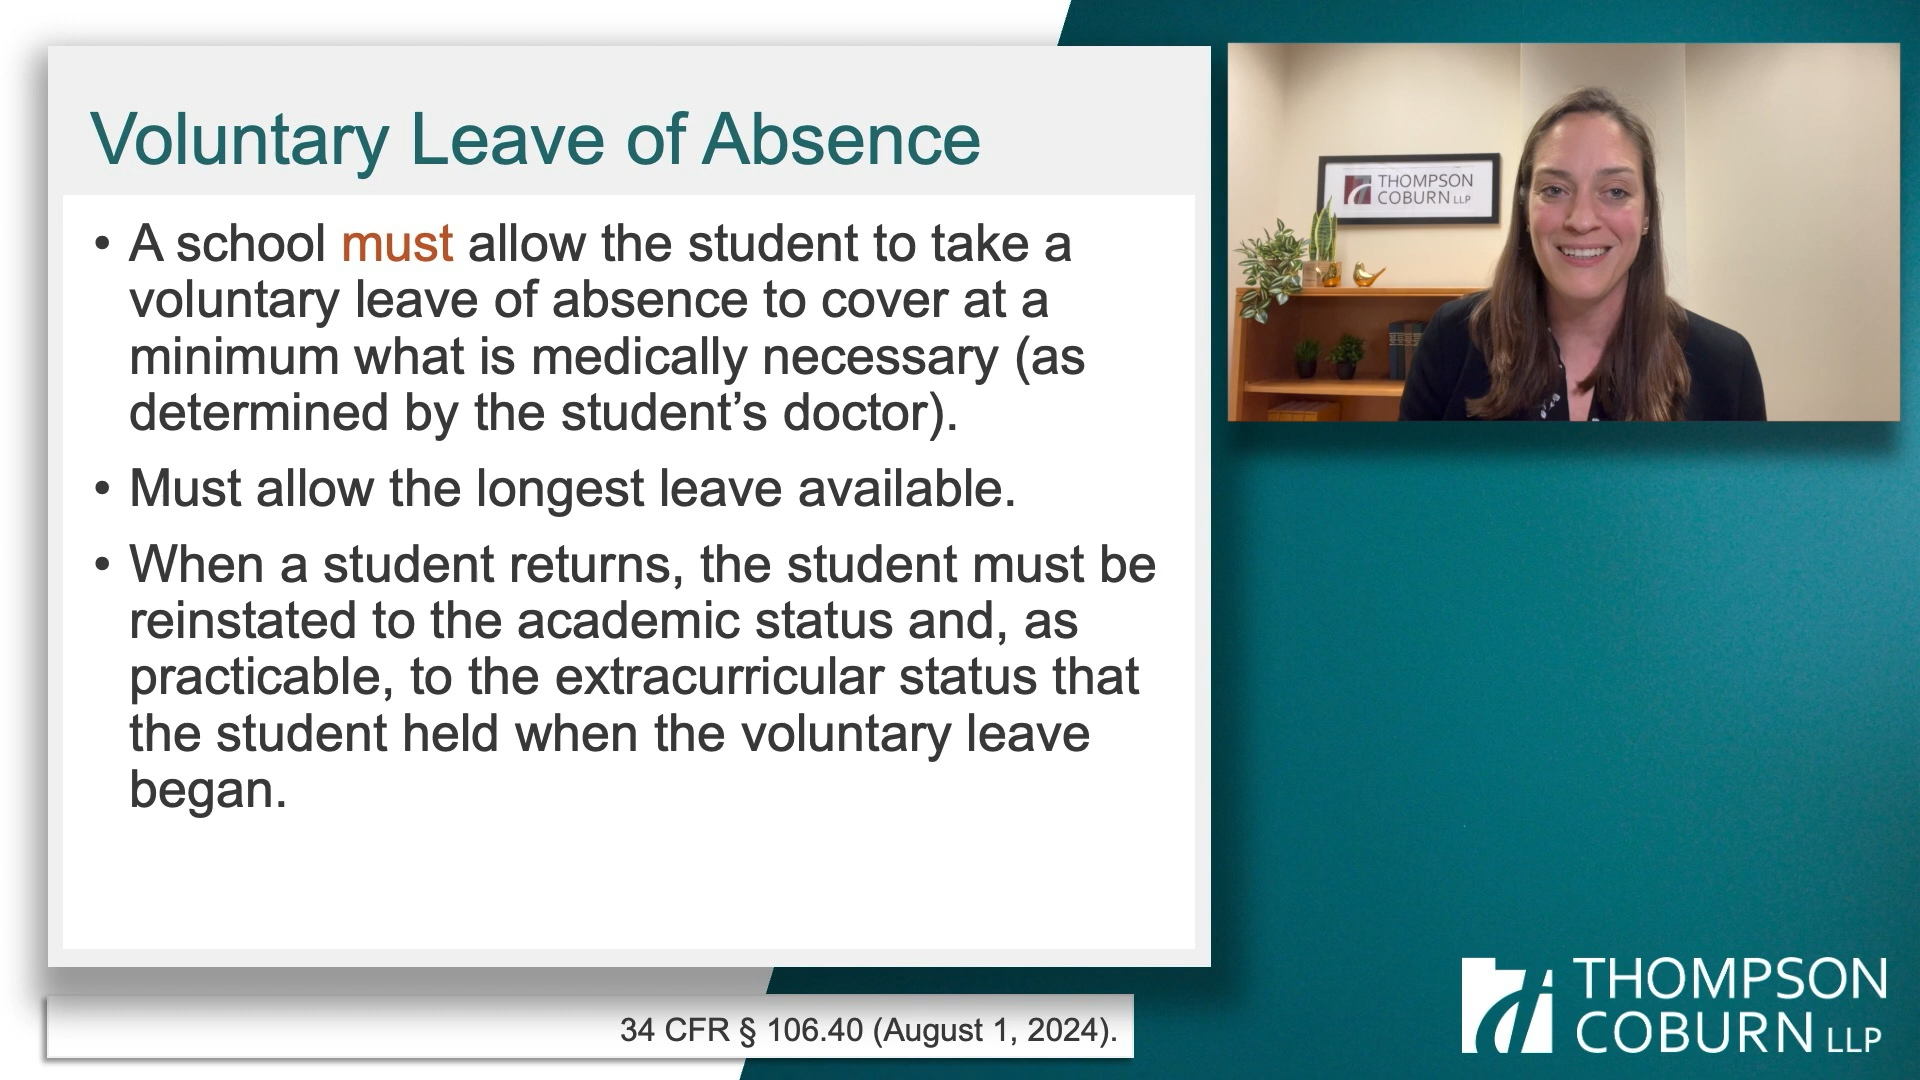 Voluntary Leave of Absence
• A school must allow the student to take a
voluntary leave of absence to cover at a
minimum what is medically necessary (as
determined by the student’s doctor).
• Must allow the longest leave available.
• When a student returns, the student must be
reinstated to the academic status and, as
practicable, to the extracurricular status that
the student held when the voluntary leave
began.
34 CFR § 106.40 (August 1, 2024).
THOMPSON
COBURN LLP
THOMPSON
COBURN LLP